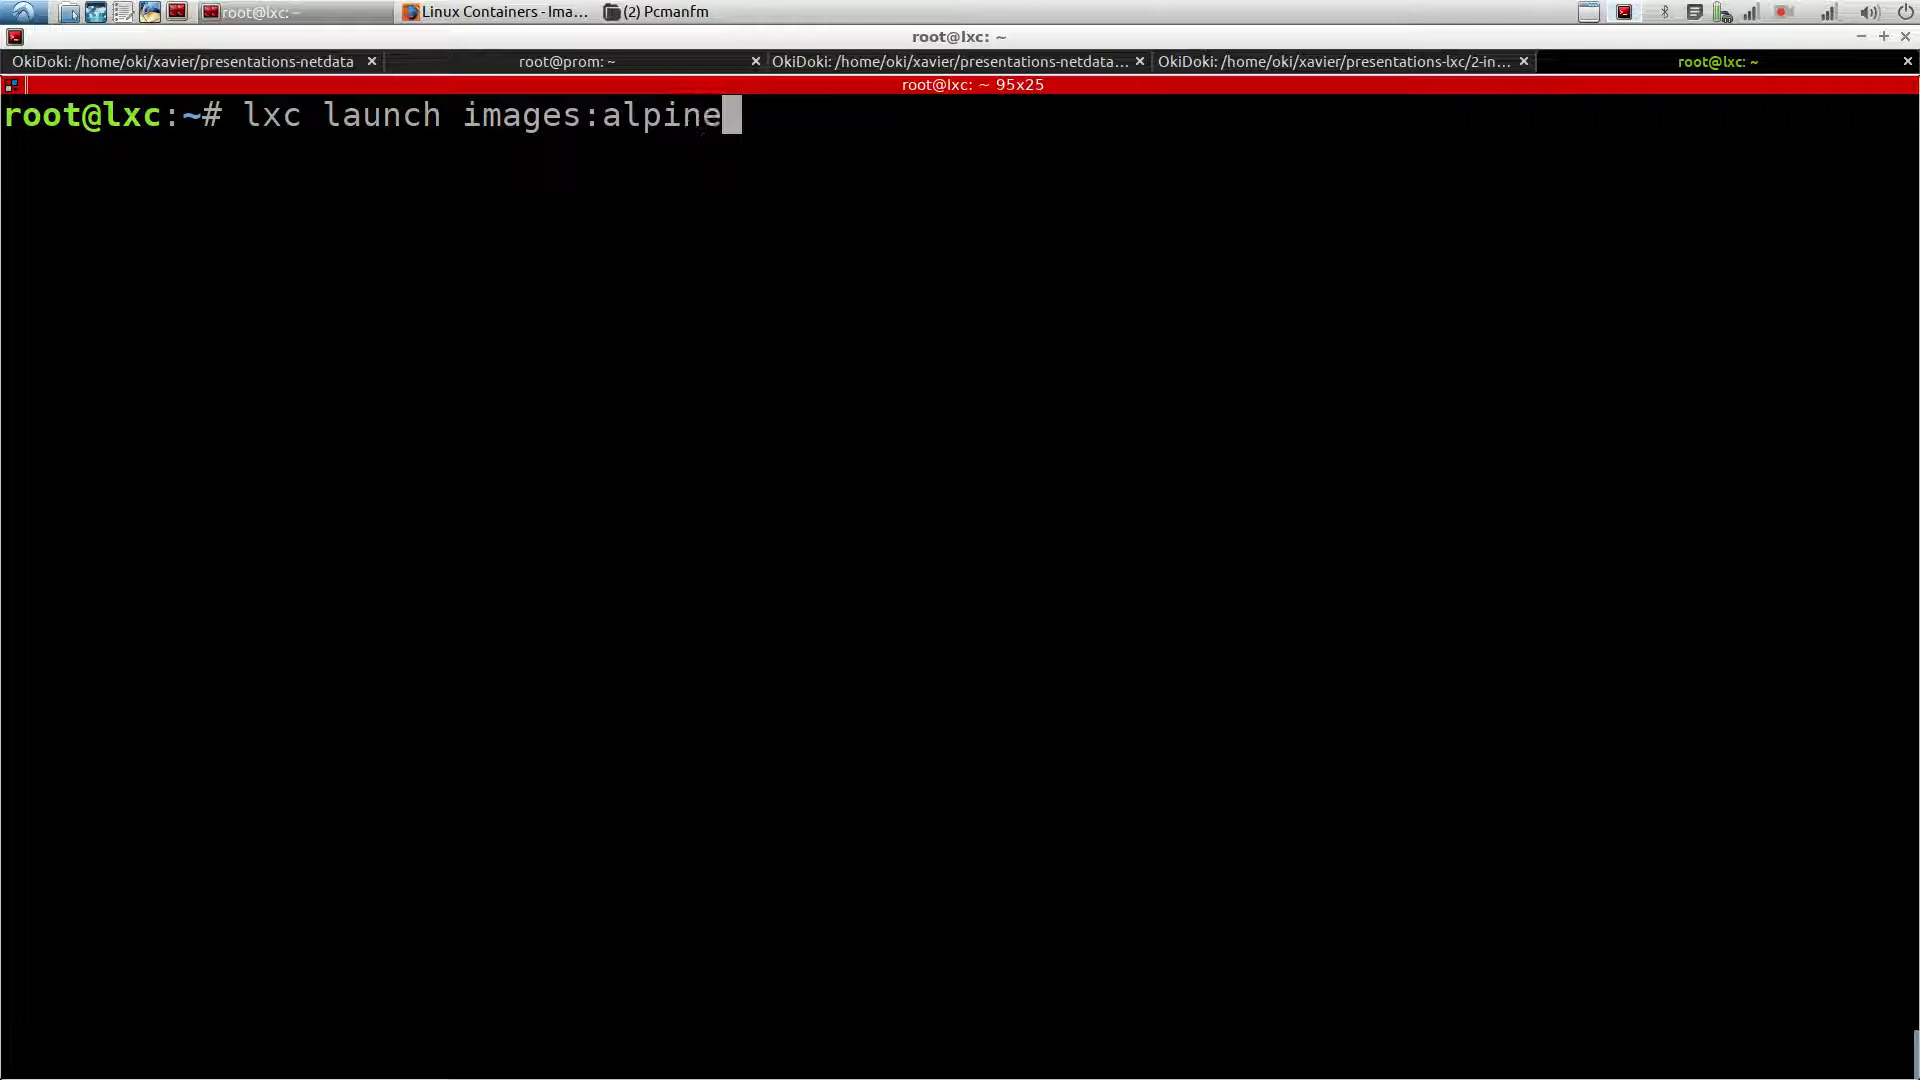 root@lxc: ~
Linux Containers - Ima...
(2) Pcmanfm
root@lxc: ~
OkiDoki: /home/oki/xavier/presentations-netdata
root@prom: ~
OkiDoki: /home/oki/xavier/presentations-netdata...
OkiDoki: /home/oki/xavier/presentations-lxc/2-in...
root@lxc: ~
root@lxc: ~ 95x25
root@lxc:~# lxc launch images:alpine